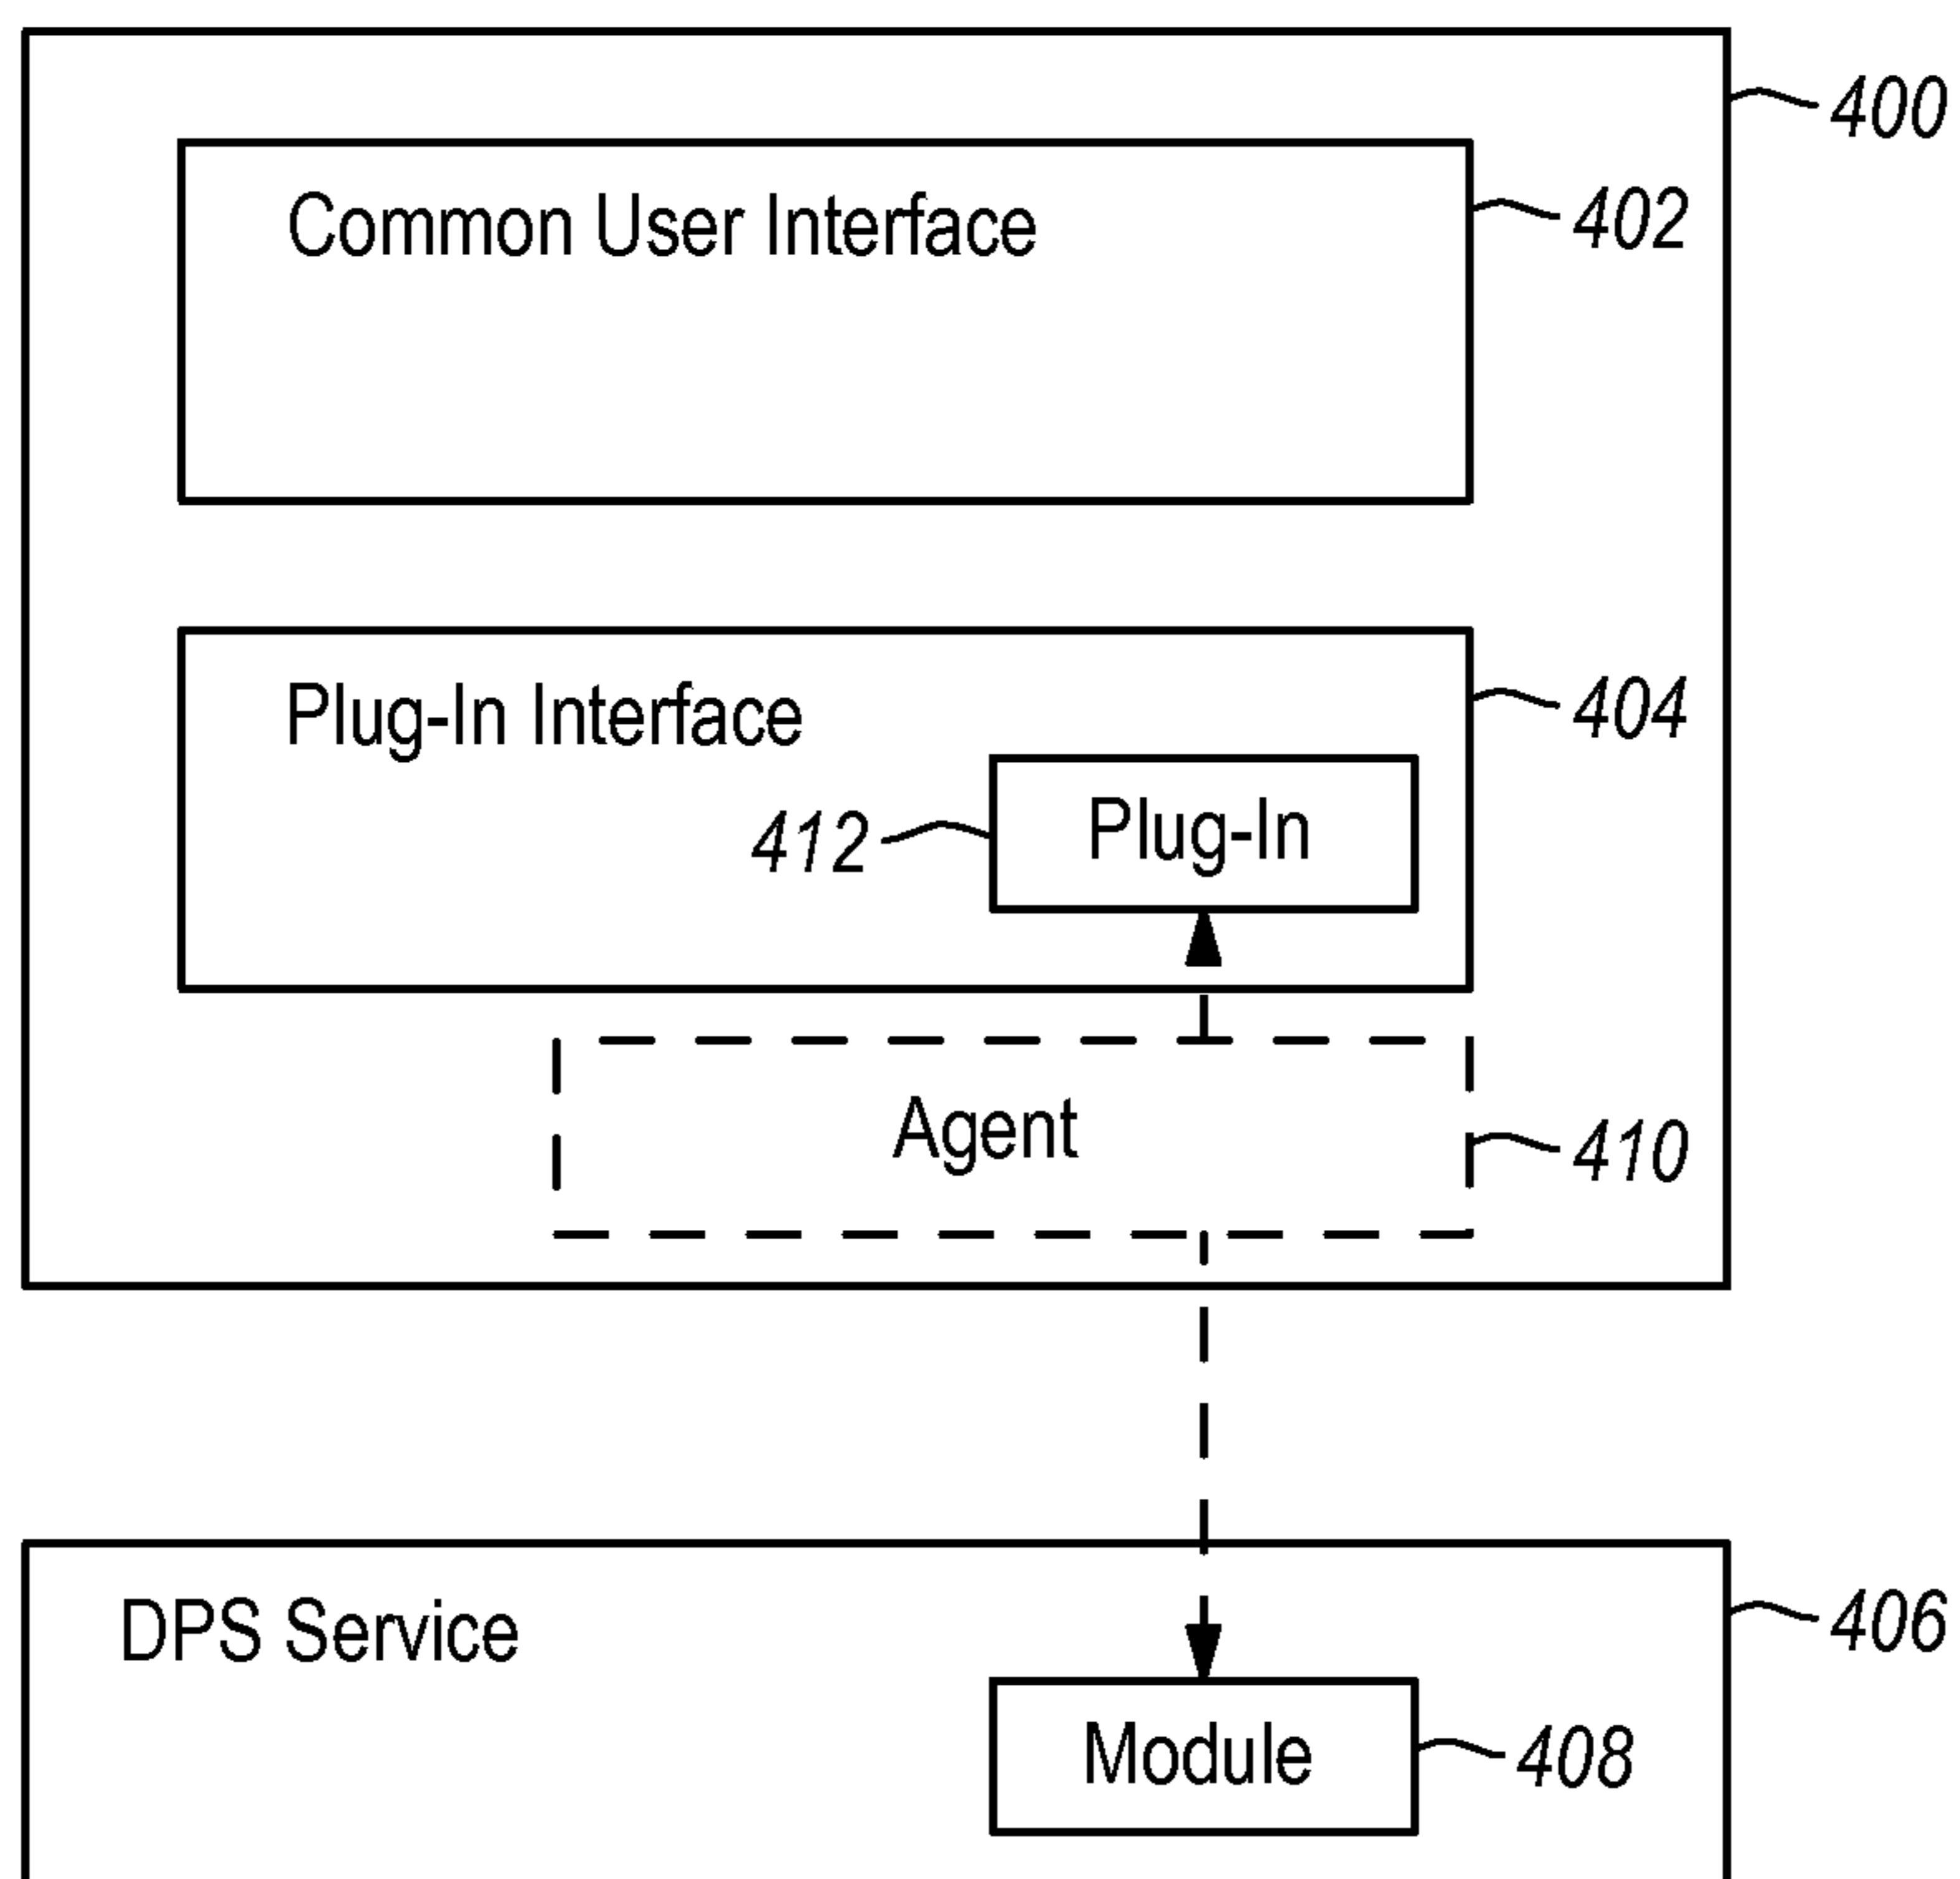 400
Common User Interface
402
Plug-In Interface
404
412
Plug-In
Agent
410
DPS Service
406
Module
408